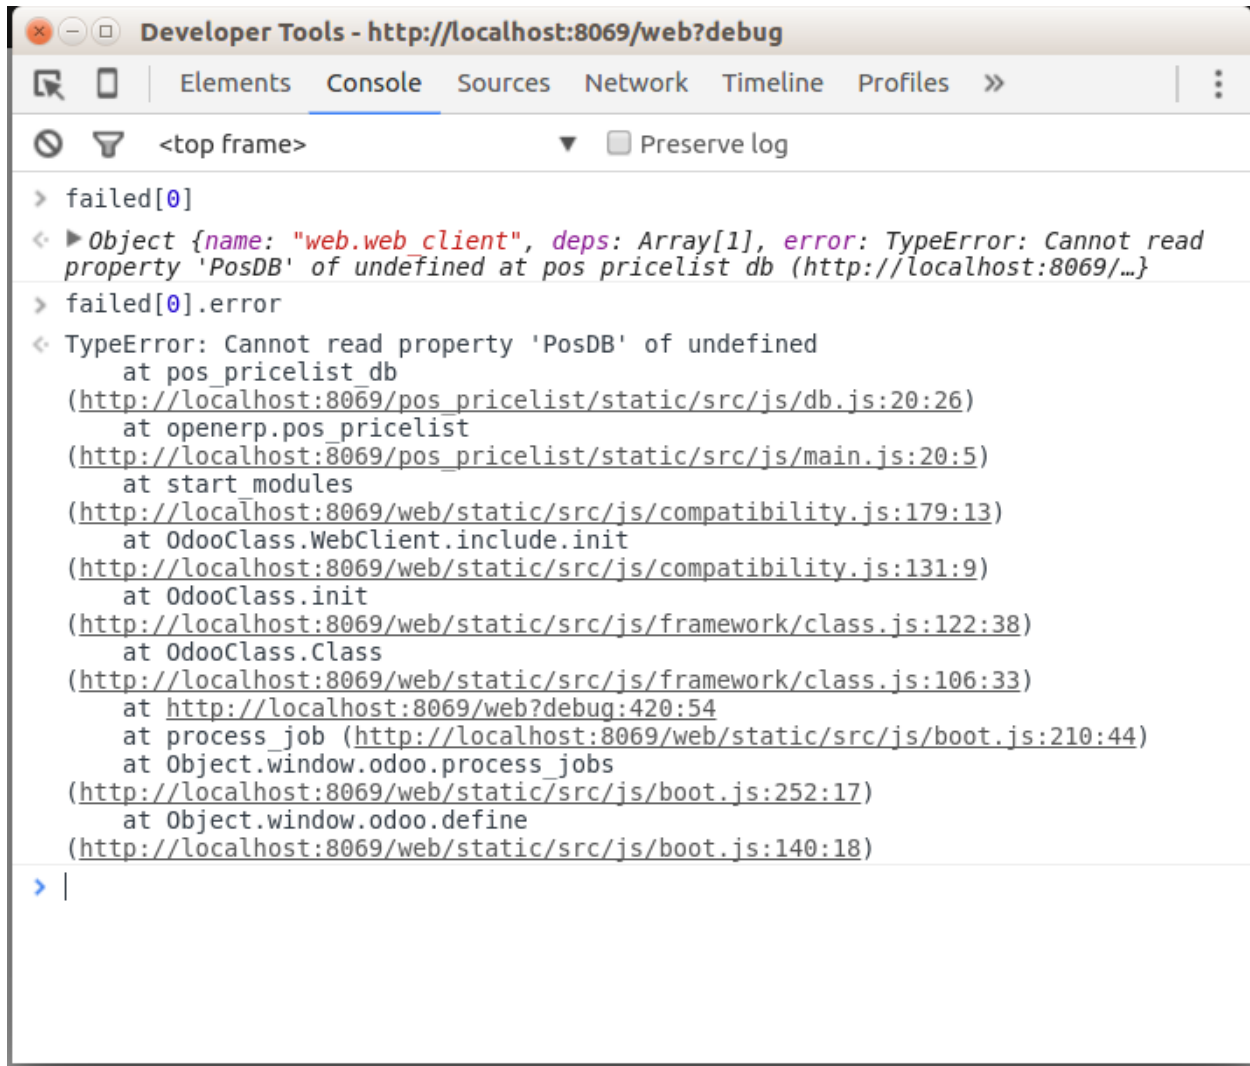 Developer Tools - http://localhost:8069/web?debug
Elements Console Sources Network Timeline Profiles »
<top frame> ▼ Preserve log
> failed[0]
Object {name: "web.web_client", deps: Array[1], error: TypeError: Cannot read
property 'PosDB' of undefined at pos_pricelist_db (http://localhost:8069/…}
> failed[0].error
TypeError: Cannot read property 'PosDB' of undefined
at pos_pricelist_db
(http://localhost:8069/pos_pricelist/static/src/js/db.js:20:26)
at openerp.pos_pricelist
(http://localhost:8069/pos_pricelist/static/src/js/main.js:20:5)
at start_modules
(http://localhost:8069/web/static/src/js/compatibility.js:179:13)
at OdooClass.WebClient.include.init
(http://localhost:8069/web/static/src/js/compatibility.js:131:9)
at OdooClass.init
(http://localhost:8069/web/static/src/js/framework/class.js:122:38)
at OdooClass.Class
(http://localhost:8069/web/static/src/js/framework/class.js:106:33)
at http://localhost:8069/web?debug:420:54
at process_job (http://localhost:8069/web/static/src/js/boot.js:210:44)
at Object.window.odoo.process_jobs
(http://localhost:8069/web/static/src/js/boot.js:252:17)
at Object.window.odoo.define
(http://localhost:8069/web/static/src/js/boot.js:140:18)
>